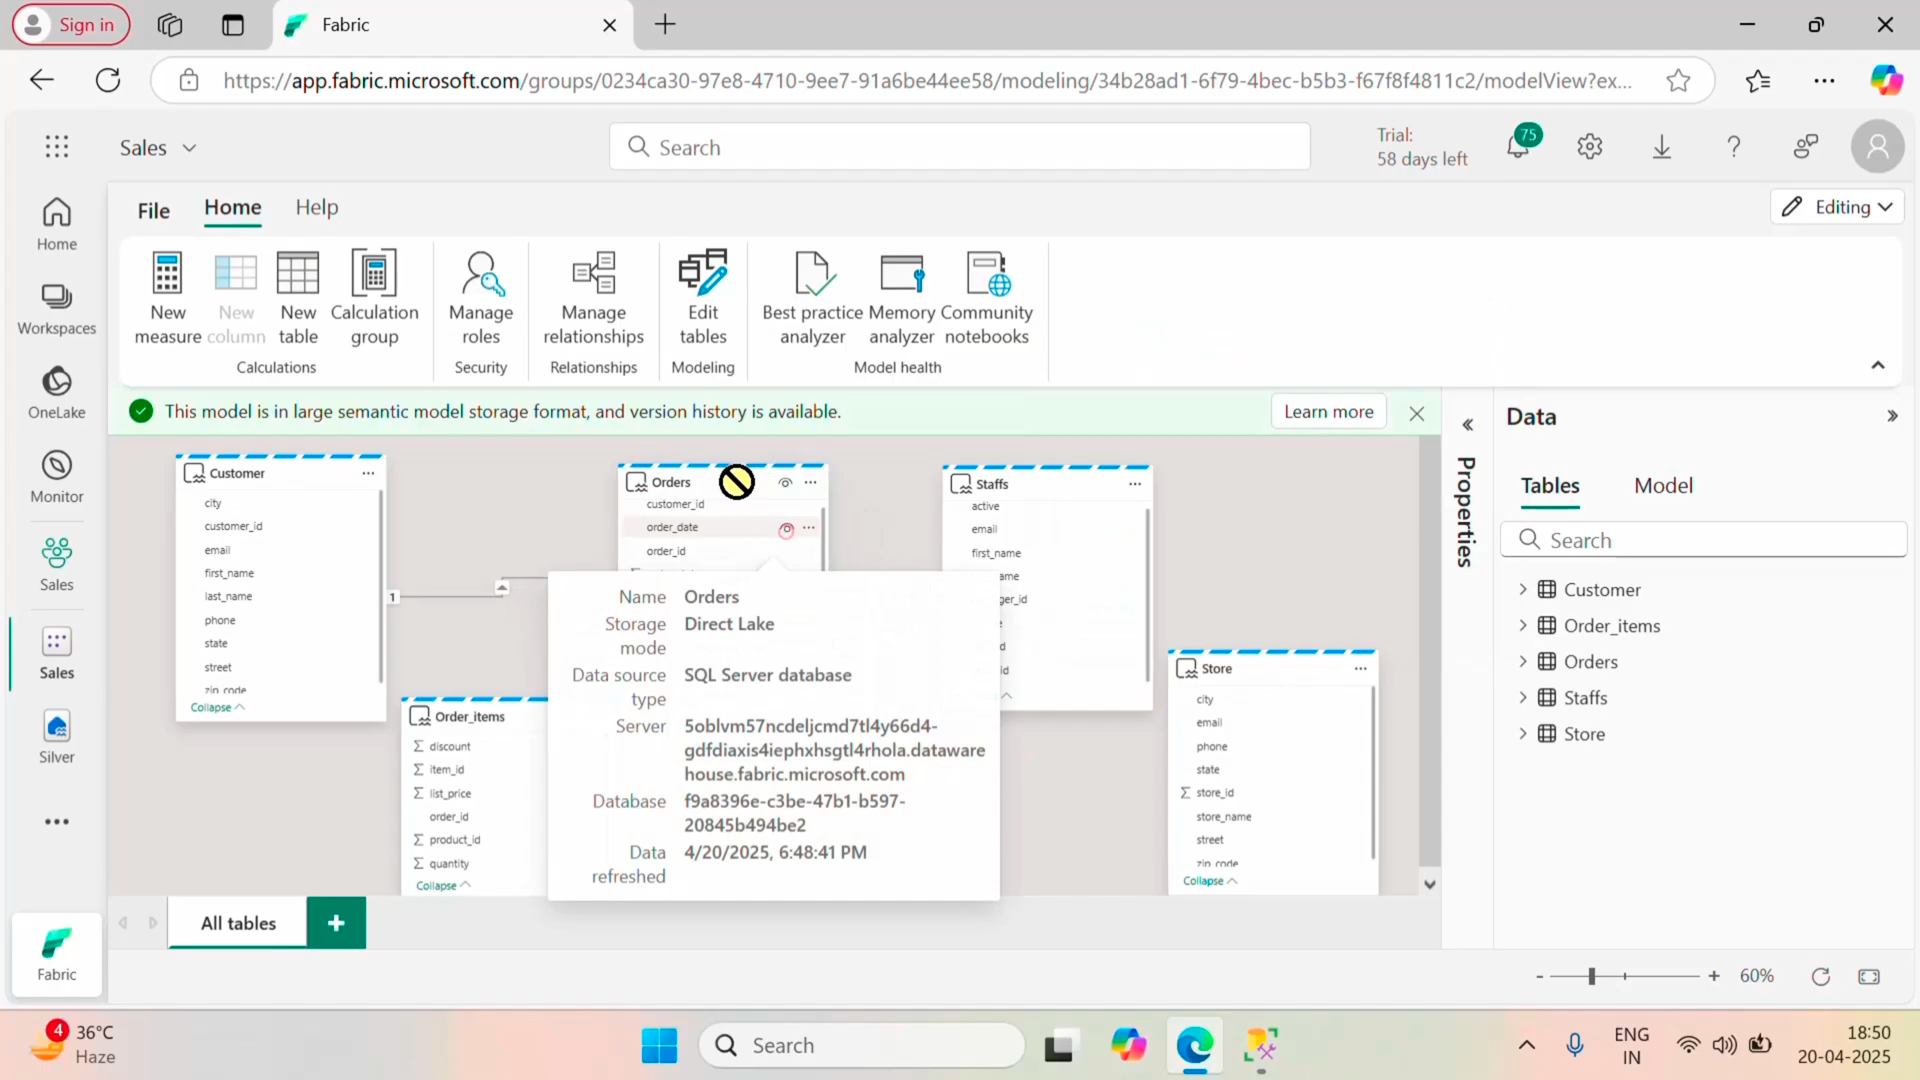 Sign in
Fabric
https://app.fabric.microsoft.com/groups/0234ca30-97e8-4710-9ee7-91a6be44ee58/modeling/34b28ad1-6f79-4bec-b5b3-f67f8f4811c2/modelView?ex...
Sales
Search
Trial:
58 days left
75
File
Home
Help
Editing
New measure
New column
New table
Calculation group
Calculations
Manage roles
Security
Manage relationships
Relationships
Edit tables
Modeling
Best practice analyzer
Memory analyzer
Community notebooks
Model health
Home
Workspaces
OneLake
Monitor
Sales
Sales
Silver
Fabric
This model is in large semantic model storage format, and version history is available.
Learn more
Customer
city
customer_id
email
first_name
last_name
phone
state
street
zip_code
Collapse
1
Orders
customer_id
order_date
order_id
Staffs
active
email
first_name
ame
ger_id
e
d
id
Order_items
discount
item_id
list_price
order_id
product_id
quantity
Collapse
Name Orders
Storage mode Direct Lake
Data source type SQL Server database
Server 5oblvm57ncdeljcmd7tl4y66d4-
gdfdiaxis4iephxhsgtl4rhola.dataware
house.fabric.microsoft.com
Database f9a8396e-c3be-47b1-b597-
20845b494be2
Data refreshed 4/20/2025, 6:48:41 PM
Store
city
email
phone
state
store_id
store_name
street
zip_code
Collapse
Properties
Data
Tables
Model
Search
Customer
Order_items
Orders
Staffs
Store
All tables
+
- + 60%
4
36°C
Haze
Search
ENG
IN
18:50
20-04-2025